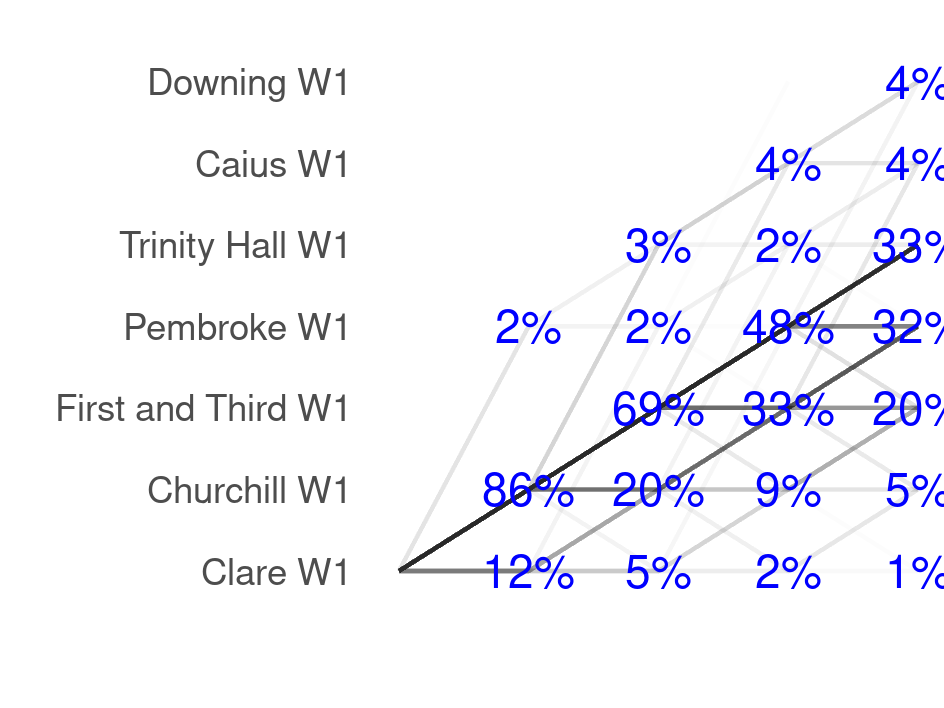 Downing W1 4%
Caius W1 4% 4%
Trinity Hall W1 3% 2% 33%
Pembroke W1 2% 2% 48% 32%
First and Third W1 69% 33% 20%
Churchill W1 86% 20% 9% 5%
Clare W1 12% 5% 2% 1%